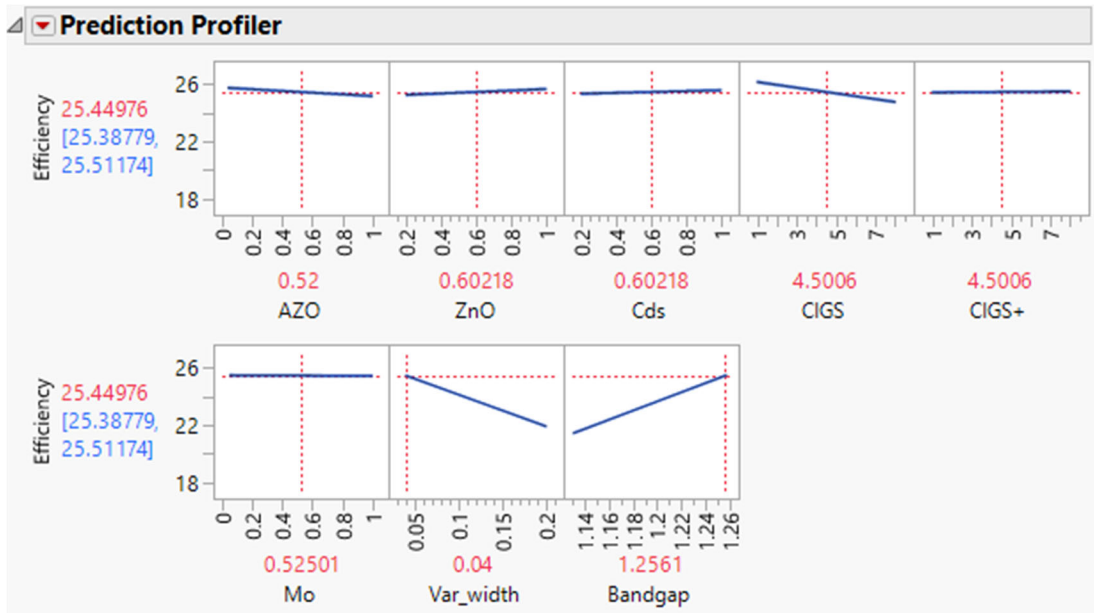 Prediction Profiler
Efficiency
25.44976
[25.38779,
25.51174]
26
22
18
0 0.2 0.4 0.6 0.8 1
0.2 0.4 0.6 0.8 1
0.2 0.4 0.6 0.8 1
1 3 5 7
1 3 5 7
0.52 0.60218 0.60218 4.5006 4.5006
AZO ZnO Cds CIGS CIGS+
Efficiency
25.44976
[25.38779,
25.51174]
26
22
18
0 0.2 0.4 0.6 0.8 1
0.05 0.1 0.15 0.2
1.14 1.16 1.18 1.2 1.22 1.24 1.26
0.52501 0.04 1.2561
Mo Var_width Bandgap